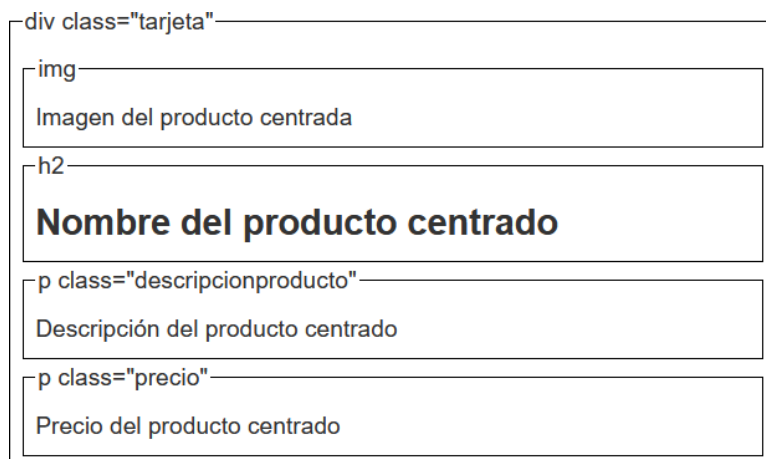 div class="tarjeta"
img
Imagen del producto centrada
h2
Nombre del producto centrado
p class="descripcionproducto"
Descripción del producto centrado
p class="precio"
Precio del producto centrado